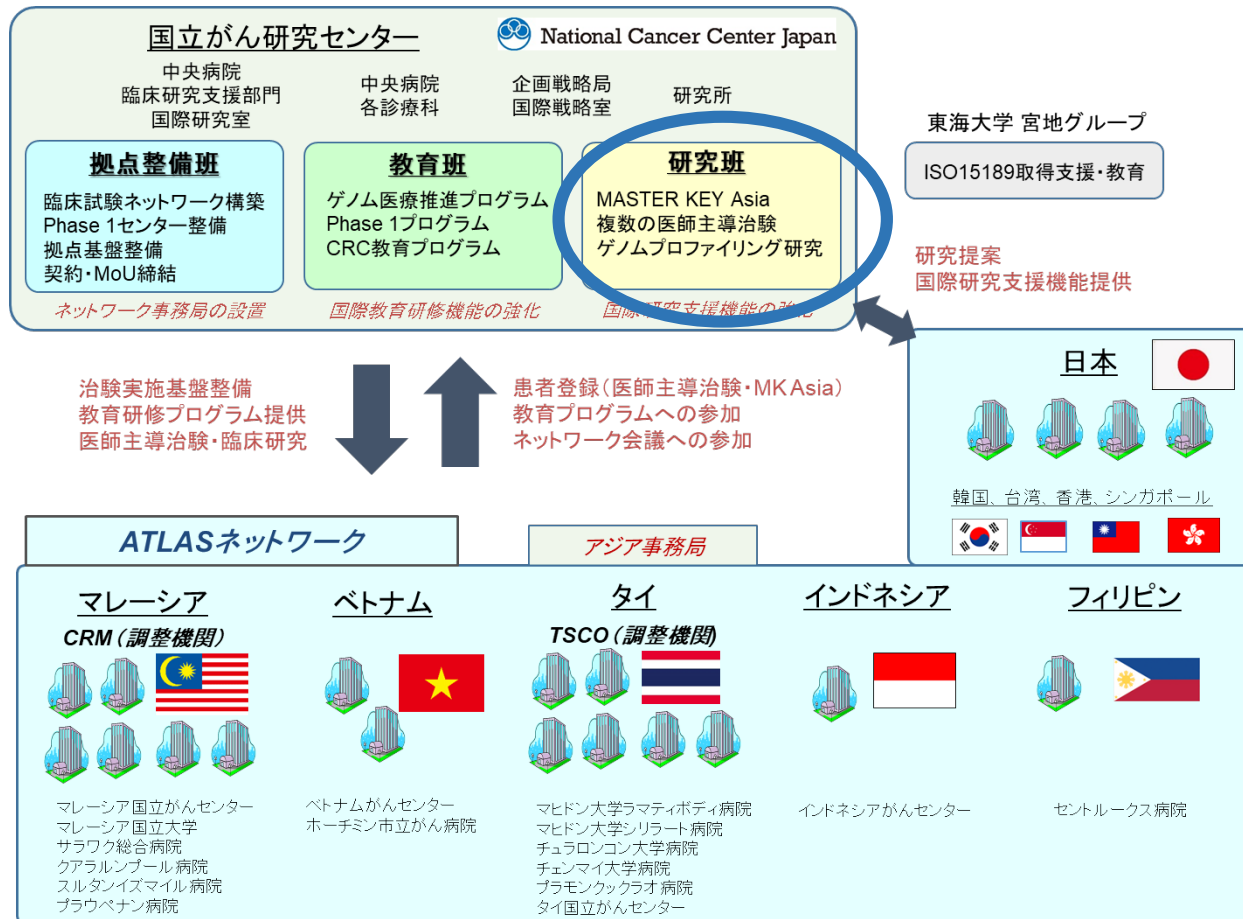 国立がん研究センター
National Cancer Center Japan
中央病院
臨床研究支援部門
国際研究室
中央病院
各診療科
企画戦略局
国際戦略室
研究所
拠点整備班
臨床試験ネットワーク構築
Phase 1センター整備
拠点基盤整備
契約・MoU締結
ネットワーク事務局の設置
教育班
ゲノム医療推進プログラム
Phase 1プログラム
CRC教育プログラム
国際教育研修機能の強化
研究班
MASTER KEY Asia
複数の医師主導治験
ゲノムプロファイリング研究
国際研究支援機能の強化
東海大学 宮地グループ
ISO15189取得支援・教育
研究提案
国際研究支援機能提供
治験実施基盤整備
教育研修プログラム提供
医師主導治験・臨床研究
患者登録（医師主導治験・MK Asia）
教育プログラムへの参加
ネットワーク会議への参加
日本
韓国、台湾、香港、シンガポール
ATLASネットワーク
アジア事務局
マレーシア
CRM（調整機関）
マレーシア国立がんセンター
マレーシア国立大学
サラワク総合病院
クアラルンプール病院
スルタンイズマイル病院
プラウペナン病院
ベトナム
ベトナムがんセンター
ホーチミン市立がん病院
タイ
TSCO（調整機関)
マヒドン大学ラマティボディ病院
マヒドン大学シリラート病院
チュラロンコン大学病院
チェンマイ大学病院
プラモンクックラオ病院
タイ国立がんセンター
インドネシア
インドネシアがんセンター
フィリピン
セントルークス病院